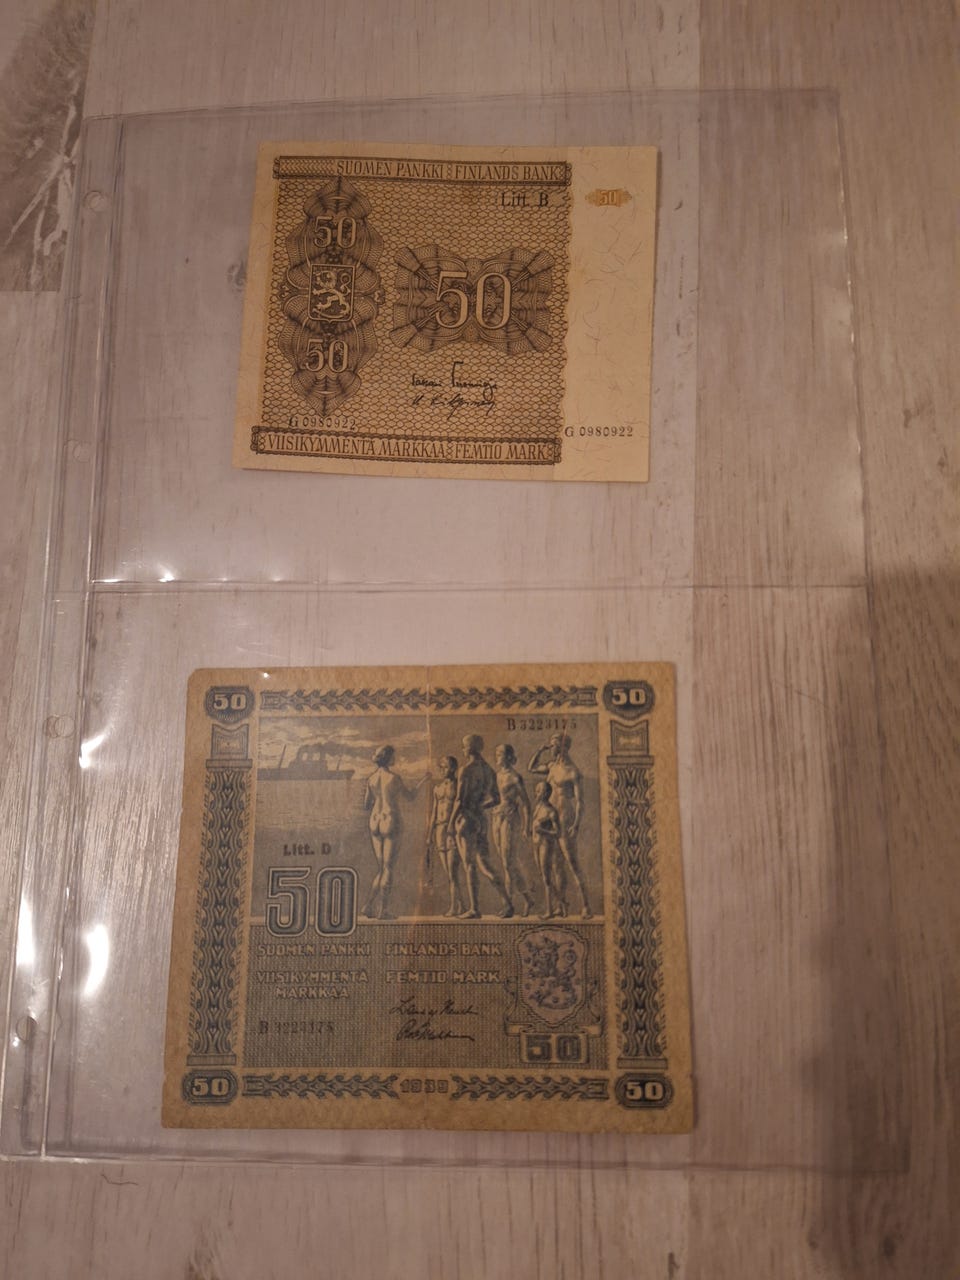 SUOMEN PANKKI FINLANDS BANK
Litt. B
50
50
50
50
G 0980922
G 0980922
VIISIKYMMENTÄ MARKKAA FEMTIO MARK
50
50
B 3223175
Litt. D
50
SUOMEN PANKKI FINLANDS BANK
VIISIKYMMENTÄ FEMTIO MARK
MARKKAA
B 3223175
50
50
1939
50